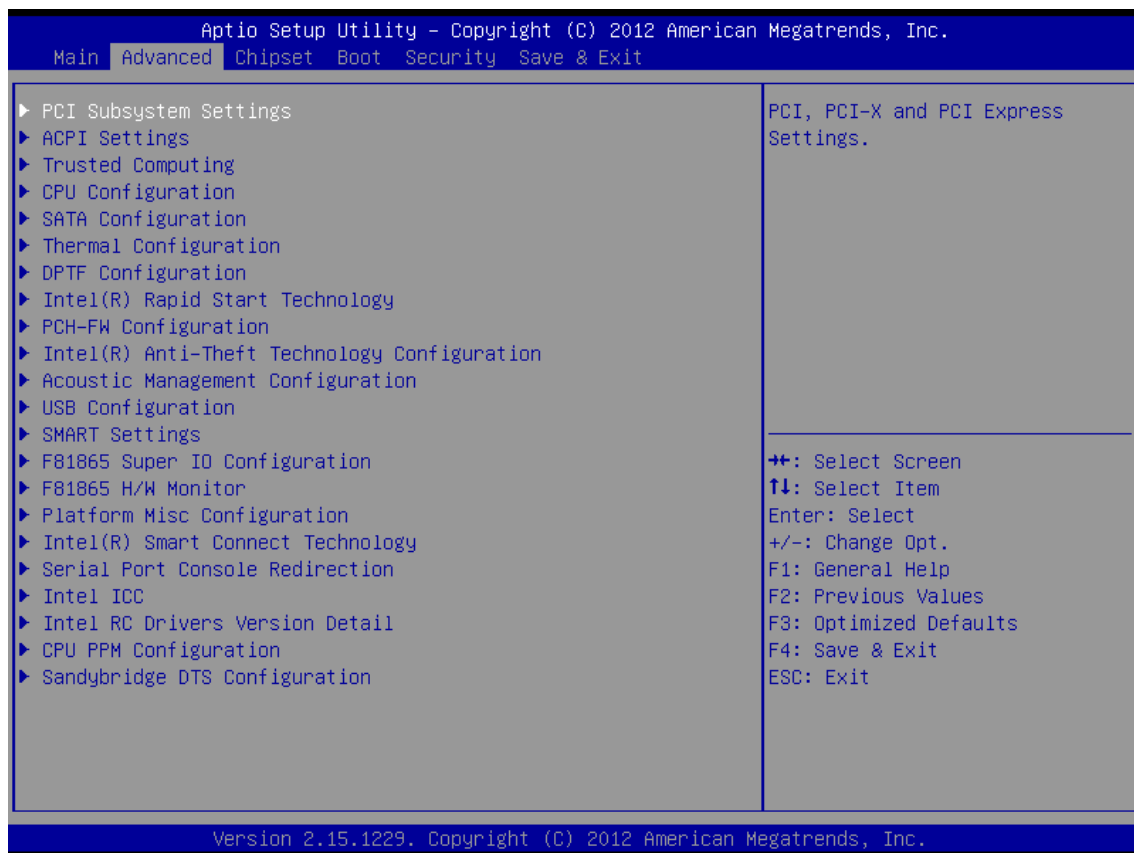 Aptio Setup Utility – Copyright (C) 2012 American Megatrends, Inc.
Main Advanced Chipset Boot Security Save & Exit
▶ PCI Subsystem Settings
▶ ACPI Settings
▶ Trusted Computing
▶ CPU Configuration
▶ SATA Configuration
▶ Thermal Configuration
▶ DPTF Configuration
▶ Intel(R) Rapid Start Technology
▶ PCH-FW Configuration
▶ Intel(R) Anti-Theft Technology Configuration
▶ Acoustic Management Configuration
▶ USB Configuration
▶ SMART Settings
▶ F81865 Super IO Configuration
▶ F81865 H/W Monitor
▶ Platform Misc Configuration
▶ Intel(R) Smart Connect Technology
▶ Serial Port Console Redirection
▶ Intel ICC
▶ Intel RC Drivers Version Detail
▶ CPU PPM Configuration
▶ Sandybridge DTS Configuration
PCI, PCI-X and PCI Express
Settings.
→←: Select Screen
↑↓: Select Item
Enter: Select
+/-: Change Opt.
F1: General Help
F2: Previous Values
F3: Optimized Defaults
F4: Save & Exit
ESC: Exit
Version 2.15.1229. Copyright (C) 2012 American Megatrends, Inc.